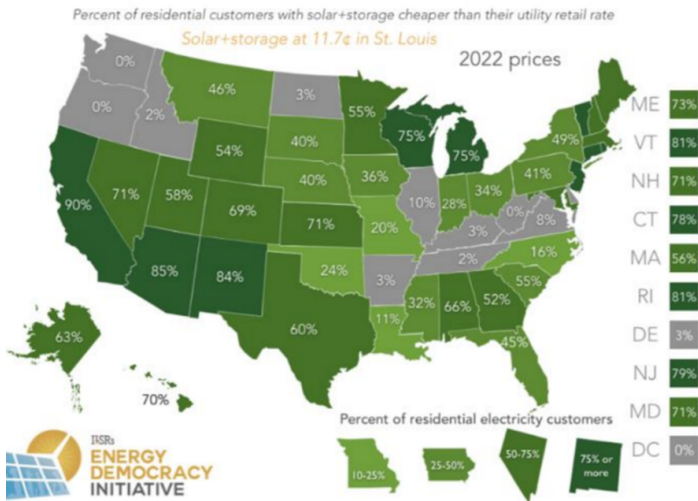 Percent of residential customers with solar+storage cheaper than their utility retail rate
Solar+storage at 11.7¢ in St. Louis
2022 prices
0%
0%
2%
46%
3%
55%
75%
75%
49%
54%
40%
40%
36%
28%
34%
41%
10%
0%
8%
90%
71%
58%
69%
71%
20%
3%
2%
16%
85%
84%
24%
3%
32%
66%
52%
55%
60%
11%
45%
63%
70%
ME 73%
VT 81%
NH 71%
CT 78%
MA 56%
RI 81%
DE 3%
NJ 79%
MD 71%
DC 0%
Percent of residential electricity customers
10-25%
25-50%
50-75%
75% or
more
ILSR's
ENERGY
DEMOCRACY
INITIATIVE